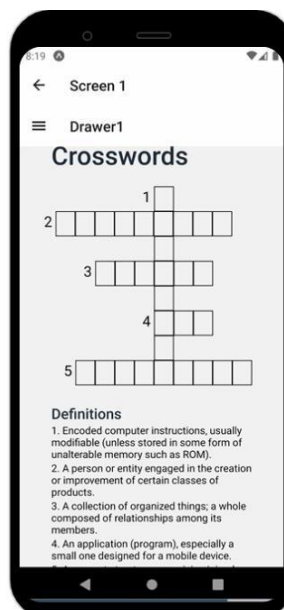 8:19
Screen 1
Drawer1
Crosswords
1
2
3
4
5
Definitions
1. Encoded computer instructions, usually
modifiable (unless stored in some form of
unalterable memory such as ROM).
2. A person or entity engaged in the creation
or improvement of certain classes of
products.
3. A collection of organized things; a whole
composed of relationships among its
members.
4. An application (program), especially a
small one designed for a mobile device.